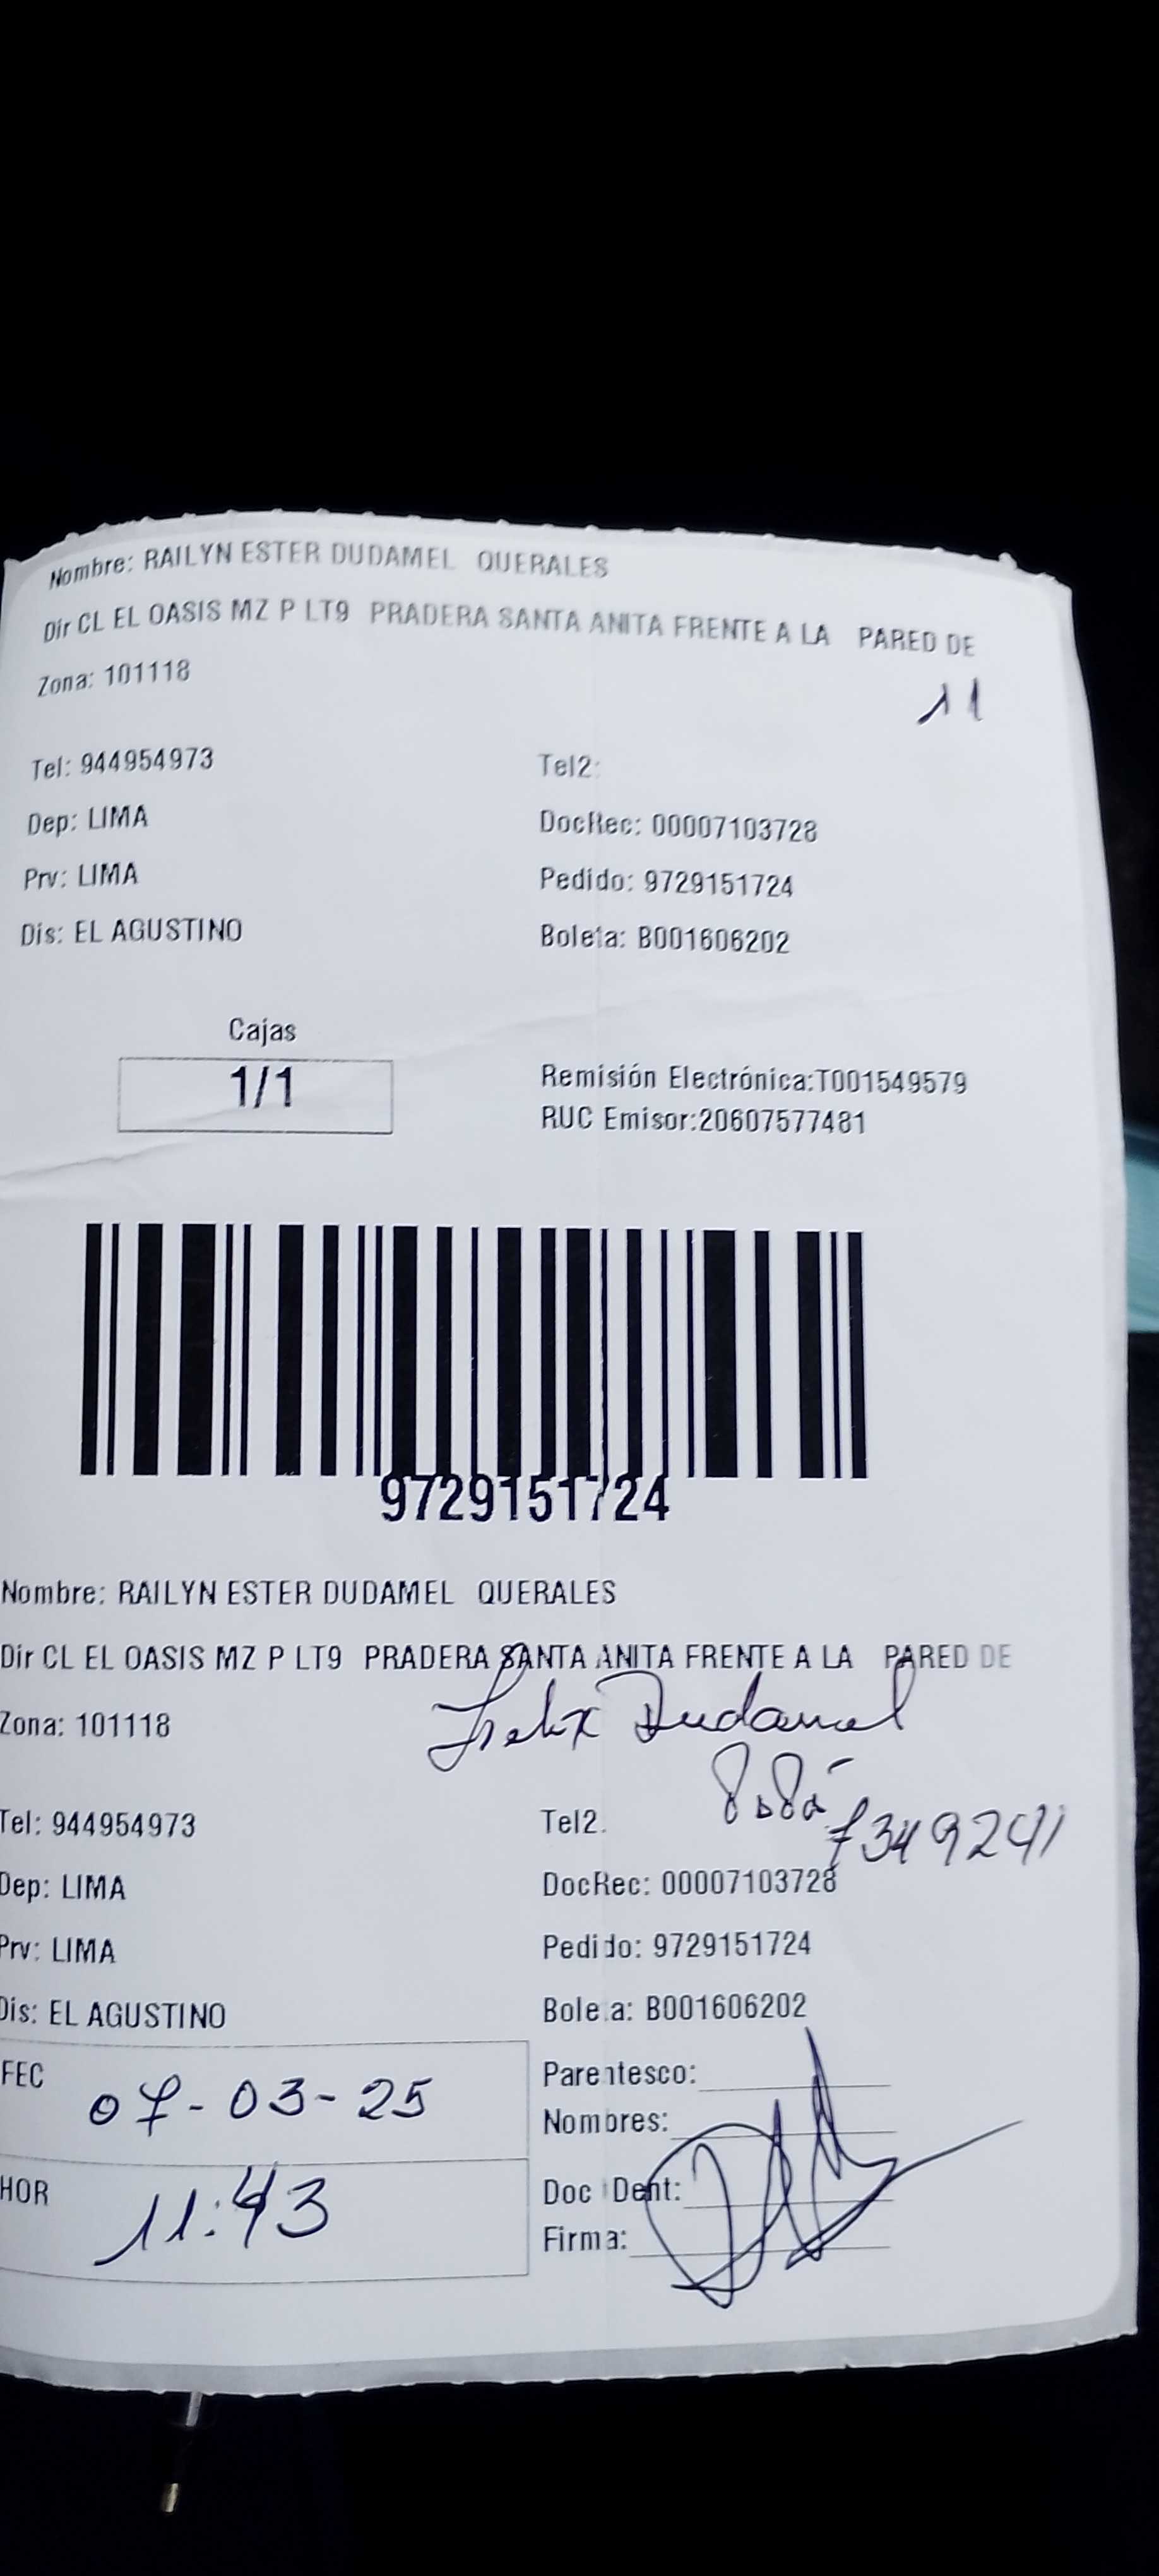 Nombre: RAILYN ESTER DUDAMEL QUERALES
Dir CL EL OASIS MZ P LT9 PRADERA SANTA ANITA FRENTE A LA PARED DE
Zona: 101118
11
Tel: 944954973 Tel2:
Dep: LIMA DocRec: 00007103728
Prv: LIMA Pedido: 9729151724
Dis: EL AGUSTINO Boleta: B001606202
Cajas
1/1
Remisión Electrónica:T001549579
RUC Emisor:20607577481
9729151724
Nombre: RAILYN ESTER DUDAMEL QUERALES
Dir CL EL OASIS MZ P LT9 PRADERA SANTA ANITA FRENTE A LA PARED DE
Zona: 101118
Felix Dudamel
Papá
7349241
Tel: 944954973 Tel2.
Dep: LIMA DocRec: 00007103728
Prv: LIMA Pedido: 9729151724
Dis: EL AGUSTINO Boleta: B001606202
FEC 07-03-25
Parentesco:
Nombres:
HOR 11:43
Doc Dent:
Firma: